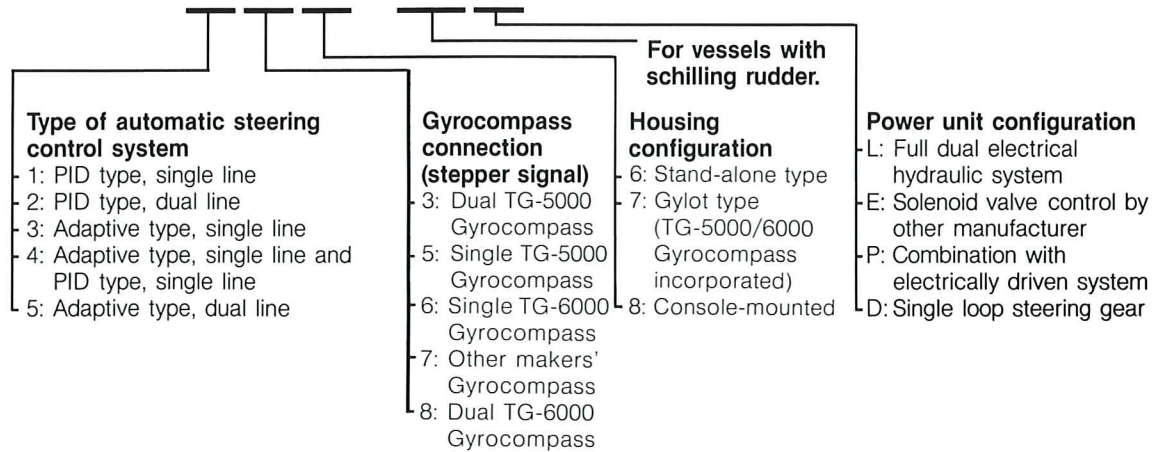 For vessels with
schilling rudder.
Type of automatic steering
control system
1: PID type, single line
2: PID type, dual line
3: Adaptive type, single line
4: Adaptive type, single line and
PID type, single line
5: Adaptive type, dual line
Gyrocompass
connection
(stepper signal)
3: Dual TG-5000
Gyrocompass
5: Single TG-5000
Gyrocompass
6: Single TG-6000
Gyrocompass
7: Other makers'
Gyrocompass
8: Dual TG-6000
Gyrocompass
Housing
configuration
6: Stand-alone type
7: Gylot type
(TG-5000/6000
Gyrocompass
incorporated)
8: Console-mounted
Power unit configuration
L: Full dual electrical
hydraulic system
E: Solenoid valve control by
other manufacturer
P: Combination with
electrically driven system
D: Single loop steering gear